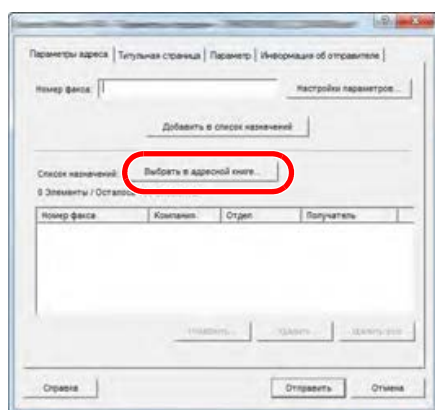 Параметры адреса Титульная страница Параметр Информация об отправителе
Номер факса: Настройки параметров...
Добавить в список назначений
Список назначений: Выбрать в адресной книге...
0 Элементы / Осталось
Номер факса Компания Отдел Получатель
Удалить
Справка Отправить Отмена